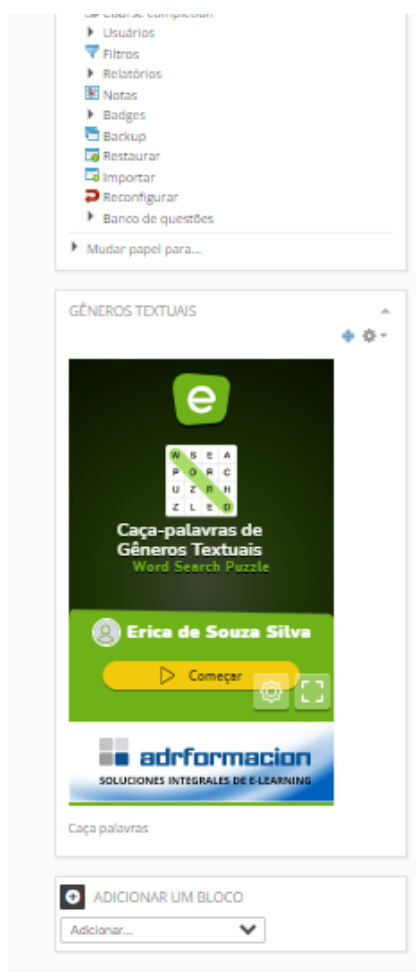 Course completion
Usuários
Filtros
Relatórios
Notas
Badges
Backup
Restaurar
Importar
Reconfigurar
Banco de questões
Mudar papel para...
GÊNEROS TEXTUAIS
e
W S E A
P O R C
U Z R H
Z L E D
Caça-palavras de
Gêneros Textuais
Word Search Puzzle
Erica de Souza Silva
Começar
adrformacion
SOLUCIONES INTEGRALES DE E-LEARNING
Caça palavras
ADICIONAR UM BLOCO
Adicionar...